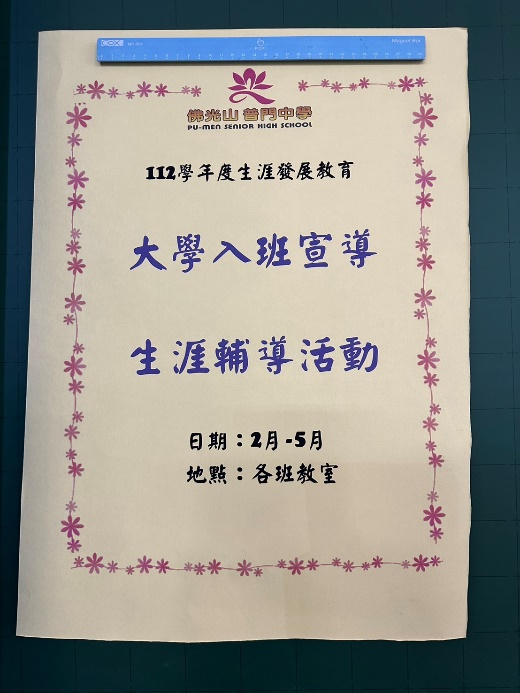 COX
佛光山 普門中學
PU-MEN SENIOR HIGH SCHOOL
112學年度生涯發展教育
大學入班宣導
生涯輔導活動
日期：2月-5月
地點：各班教室